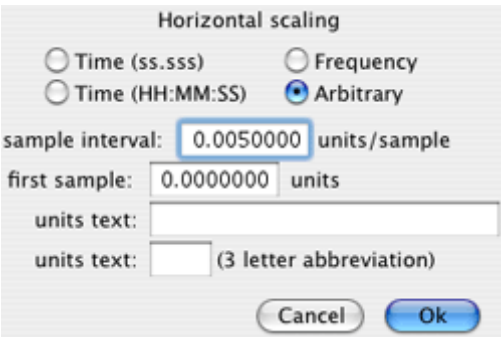 Horizontal scaling
Time (ss.sss) Frequency
Time (HH:MM:SS) Arbitrary
sample interval: 0.0050000 units/sample
first sample: 0.0000000 units
units text:
units text: (3 letter abbreviation)
Cancel Ok